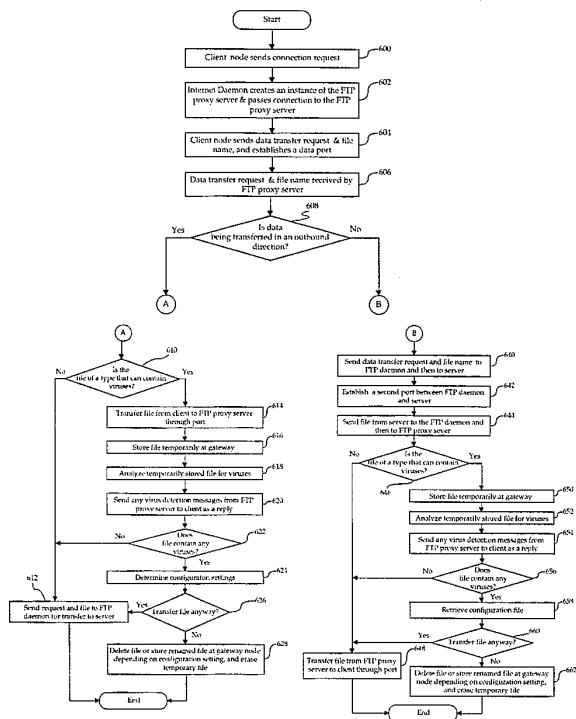 Start
Client node sends connection request
600
Internet Daemon creates an instance of the FTP
proxy server & passes connection to the FTP
proxy server
602
Client node sends data transfer request & file
name, and establishes a data port
604
Data transfer request & file name received by
FTP proxy server
606
608
Is data
being transferred in an outbound
direction?
Yes
No
A
B
A
610
Is the
file of a type that can contain
viruses?
No
Yes
Transfer file from client to FTP proxy server
through port
614
Store file temporarily at gateway
616
Analyze temporarily stored file for viruses
618
Send any virus detection messages from FTP
proxy server to client as a reply
620
Does
file contain any
viruses?
622
No
Yes
Determine configurator settings
624
612
Send request and file to FTP
daemon for transfer to server
Yes
Transfer file anyway?
626
No
Delete file or store renamed file at gateway node
depending on configuration setting, and erase
temporary file
628
End
B
Send data transfer request and file name to
FTP daemon and then to server
640
Establish a second port between FTP daemon
and server
642
Send file from server to the FTP daemon and
then to FTP proxy sever
644
Is the
file of a type that can contain
viruses?
646
No
Yes
Store file temporarily at gateway
650
Analyze temporarily stored file for viruses
652
Send any virus detection messages from
FTP proxy server to client as a reply
654
Does
file contain any
viruses?
656
No
Yes
Retrieve configuration file
658
Yes
Transfer file anyway?
660
No
Transfer file from FTP proxy
server to client through port
648
Delete file or store renamed file at gateway
node depending on configuration setting,
and erase temporary file
662
End